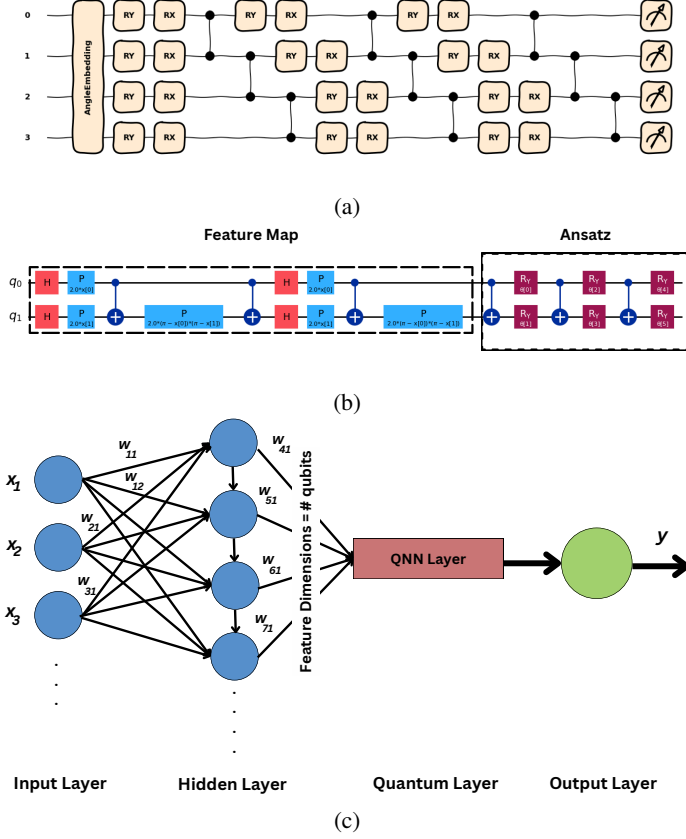 0 RY RX RY RX RY RX
1 RY RX RY RX RY RX
AngleEmbedding
2 RY RX RY RX RY RX
3 RY RX RY RX RY RX
(a)
Feature Map Ansatz
q0 H P 2.0*x[0] H P 2.0*x[0] RY θ[0] RY θ[2] RY θ[4]
q1 H P 2.0*x[1] P 2.0*(π − x[0])*(π − x[1]) H P 2.0*x[1] P 2.0*(π − x[0])*(π − x[1]) RY θ[1] RY θ[3] RY θ[5]
(b)
x1 w11 w41
w12
x2 w21 w51
x3 w31 w61
w71
Feature Dimensions = # qubits
QNN Layer
y
Input Layer Hidden Layer Quantum Layer Output Layer
(c)